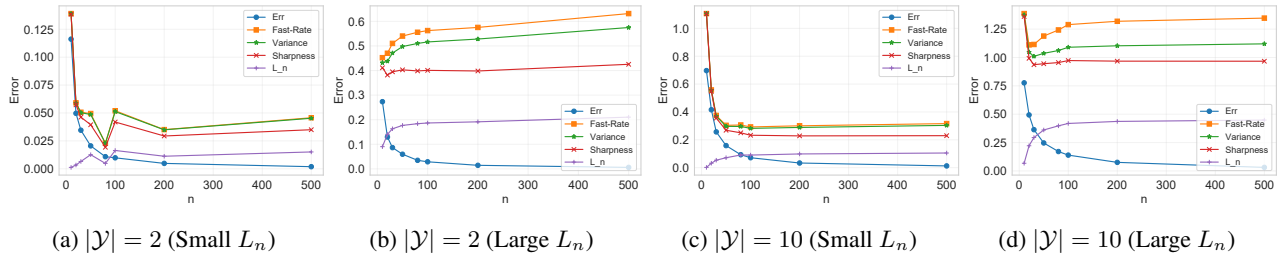 Err
Fast-Rate
Variance
Sharpness
L_n
Error
0.125
0.100
0.075
0.050
0.025
0.000
0 100 200 300 400 500
n
(a) |𝒴| = 2 (Small L_n)
Err
Fast-Rate
Variance
Sharpness
L_n
Error
0.6
0.5
0.4
0.3
0.2
0.1
0.0
0 100 200 300 400 500
n
(b) |𝒴| = 2 (Large L_n)
Err
Fast-Rate
Variance
Sharpness
L_n
Error
1.0
0.8
0.6
0.4
0.2
0.0
0 100 200 300 400 500
n
(c) |𝒴| = 10 (Small L_n)
Err
Fast-Rate
Variance
Sharpness
L_n
Error
1.25
1.00
0.75
0.50
0.25
0.00
0 100 200 300 400 500
n
(d) |𝒴| = 10 (Large L_n)